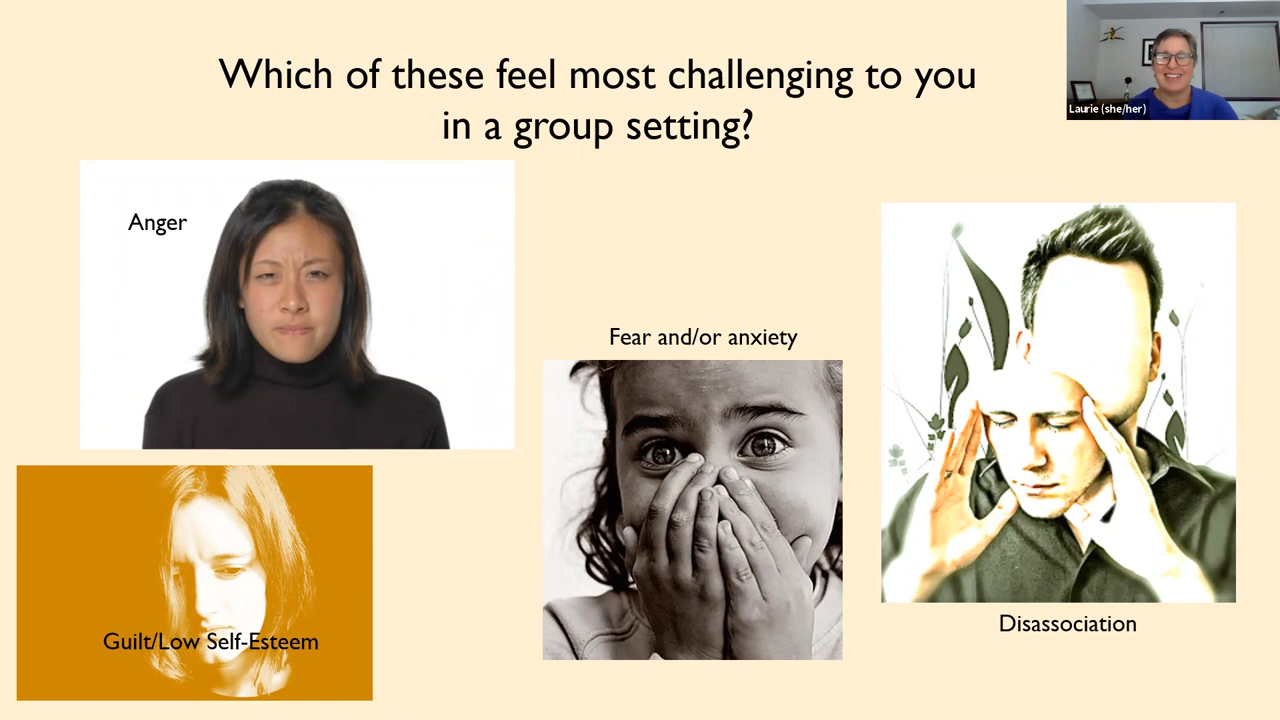 Which of these feel most challenging to you
in a group setting?
Laurie (she/her)
Anger
Fear and/or anxiety
Guilt/Low Self-Esteem
Disassociation